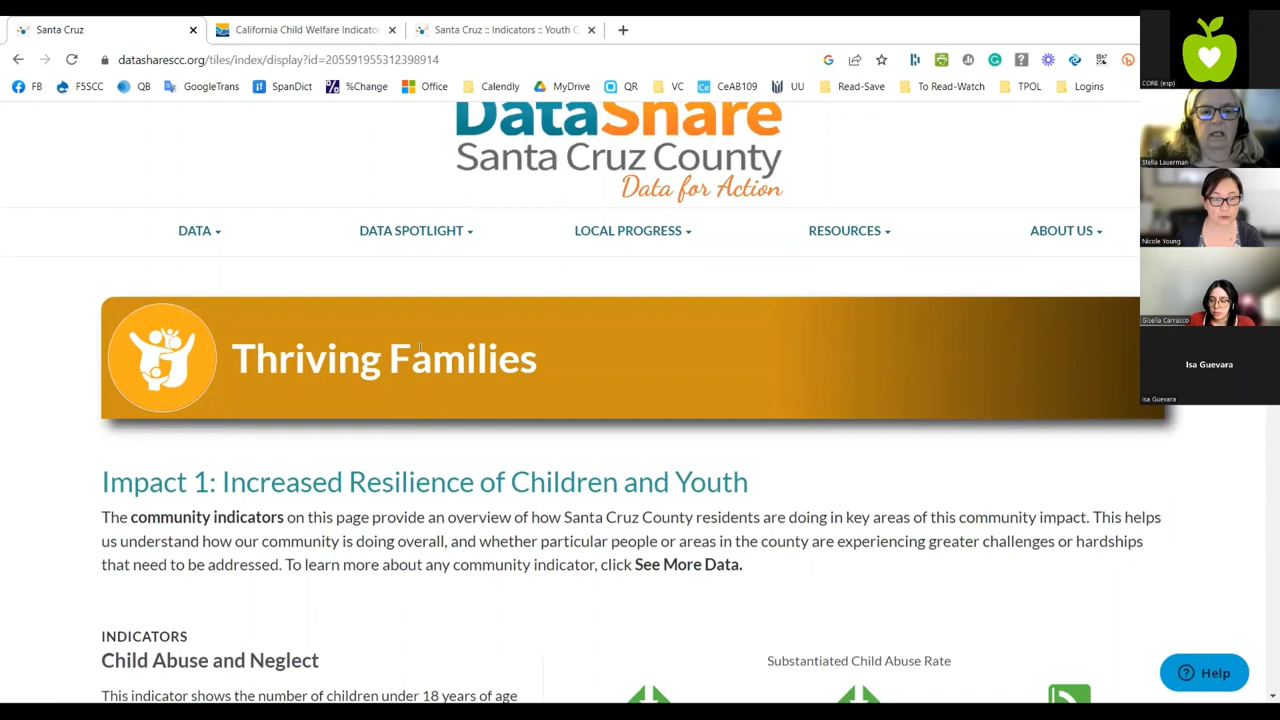 Santa Cruz
California Child Welfare Indicato
Santa Cruz :: Indicators :: Youth C
datasharescc.org/tiles/index/display?id=205591955312398914
FB
F5SCC
QB
GoogleTrans
SpanDict
%Change
Office
Calendly
MyDrive
QR
VC
CeAB109
UU
Read-Save
To Read-Watch
TPOL
Logins
DataShare
Santa Cruz County
Data for Action
DATA
DATA SPOTLIGHT
LOCAL PROGRESS
RESOURCES
ABOUT US
Thriving Families
Impact 1: Increased Resilience of Children and Youth
The community indicators on this page provide an overview of how Santa Cruz County residents are doing in key areas of this community impact. This helps
us understand how our community is doing overall, and whether particular people or areas in the county are experiencing greater challenges or hardships
that need to be addressed. To learn more about any community indicator, click See More Data.
INDICATORS
Child Abuse and Neglect
This indicator shows the number of children under 18 years of age
Substantiated Child Abuse Rate
Help
CORE (esp)
Stella Lauerman
Nicole Young
Gisella Carrasco
Isa Guevara
Isa Guevara